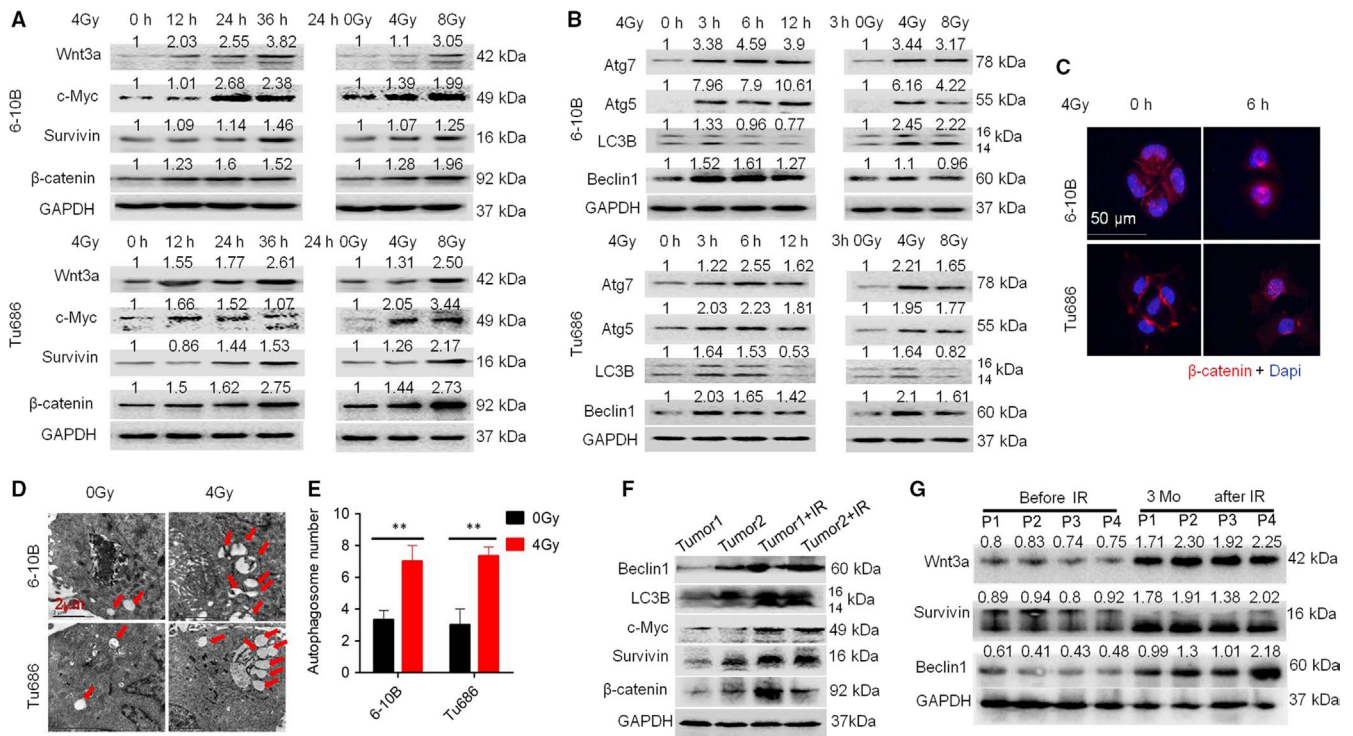 A
4Gy 0 h 12 h 24 h 36 h 24 h 0Gy 4Gy 8Gy
6-10B
1 2.03 2.55 3.82 1 1.1 3.05
Wnt3a 42 kDa
1 1.01 2.68 2.38 1 1.39 1.99
c-Myc 49 kDa
1 1.09 1.14 1.46 1 1.07 1.25
Survivin 16 kDa
1 1.23 1.6 1.52 1 1.28 1.96
β-catenin 92 kDa
GAPDH 37 kDa
4Gy 0 h 12 h 24 h 36 h 24 h 0Gy 4Gy 8Gy
Tu686
1 1.55 1.77 2.61 1 1.31 2.50
Wnt3a 42 kDa
1 1.66 1.52 1.07 1 2.05 3.44
c-Myc 49 kDa
1 0.86 1.44 1.53 1 1.26 2.17
Survivin 16 kDa
1 1.5 1.62 2.75 1 1.44 2.73
β-catenin 92 kDa
GAPDH 37 kDa
B
4Gy 0 h 3 h 6 h 12 h 3 h 0Gy 4Gy 8Gy
6-10B
1 3.38 4.59 3.9 1 3.44 3.17
Atg7 78 kDa
1 7.96 7.9 10.61 1 6.16 4.22
Atg5 55 kDa
1 1.33 0.96 0.77 1 2.45 2.22
LC3B 16 kDa
14
1 1.52 1.61 1.27 1 1.1 0.96
Beclin1 60 kDa
GAPDH 37 kDa
4Gy 0 h 3 h 6 h 12 h 3h 0Gy 4Gy 8Gy
Tu686
1 1.22 2.55 1.62 1 2.21 1.65
Atg7 78 kDa
1 2.03 2.23 1.81 1 1.95 1.77
Atg5 55 kDa
1 1.64 1.53 0.53 1 1.64 0.82
LC3B 16 kDa
14
1 2.03 1.65 1.42 1 2.1 1.61
Beclin1 60 kDa
GAPDH 37 kDa
C
4Gy 0 h 6 h
6-10B
50 µm
Tu686
β-catenin + Dapi
D
0Gy 4Gy
6-10B
2µm
Tu686
E
Autophagosome number
10
8
6
4
2
0
** **
0Gy
4Gy
6-10B Tu686
F
Tumor1 Tumor2 Tumor1+IR Tumor2+IR
Beclin1 60 kDa
LC3B 16 kDa
14
c-Myc 49 kDa
Survivin 16 kDa
β-catenin 92 kDa
GAPDH 37kDa
G
Before IR 3 Mo after IR
P1 P2 P3 P4 P1 P2 P3 P4
0.8 0.83 0.74 0.75 1.71 2.30 1.92 2.25
Wnt3a 42 kDa
0.89 0.94 0.8 0.92 1.78 1.91 1.38 2.02
Survivin 16 kDa
0.61 0.41 0.43 0.48 0.99 1.3 1.01 2.18
Beclin1 60 kDa
GAPDH 37 kDa